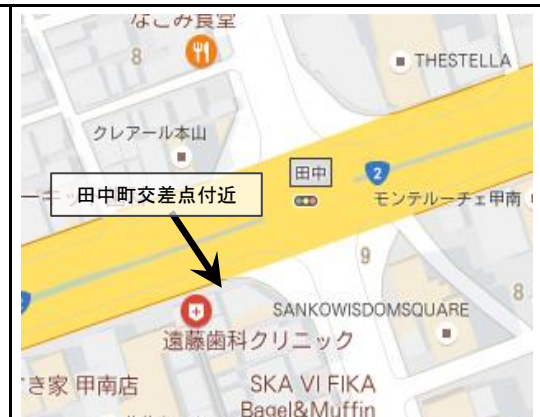 なごみ食堂
8
THESTELLA
クレアール本山
田中
2
田中町交差点付近
モンテルーチェ甲南
9
8
SANKOWISDOMSQUARE
遠藤歯科クリニック
き家 甲南店
SKA VI FIKA
Bagel&Muffin